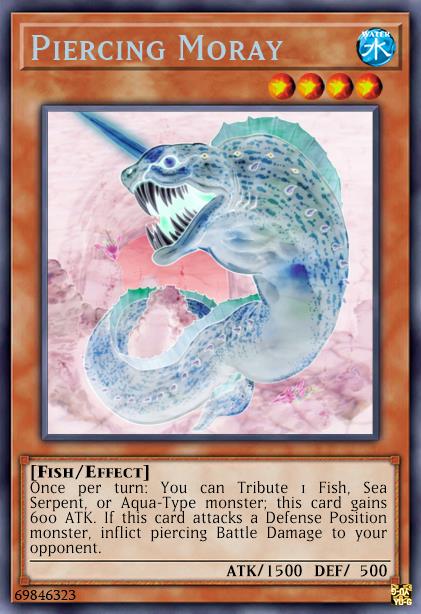 Piercing Moray
WATER
水
[Fish/Effect]
Once per turn: You can Tribute 1 Fish, Sea
Serpent, or Aqua-Type monster; this card gains
600 ATK. If this card attacks a Defense Position
monster, inflict piercing Battle Damage to your
opponent.
ATK/1500 DEF/ 500
69846323